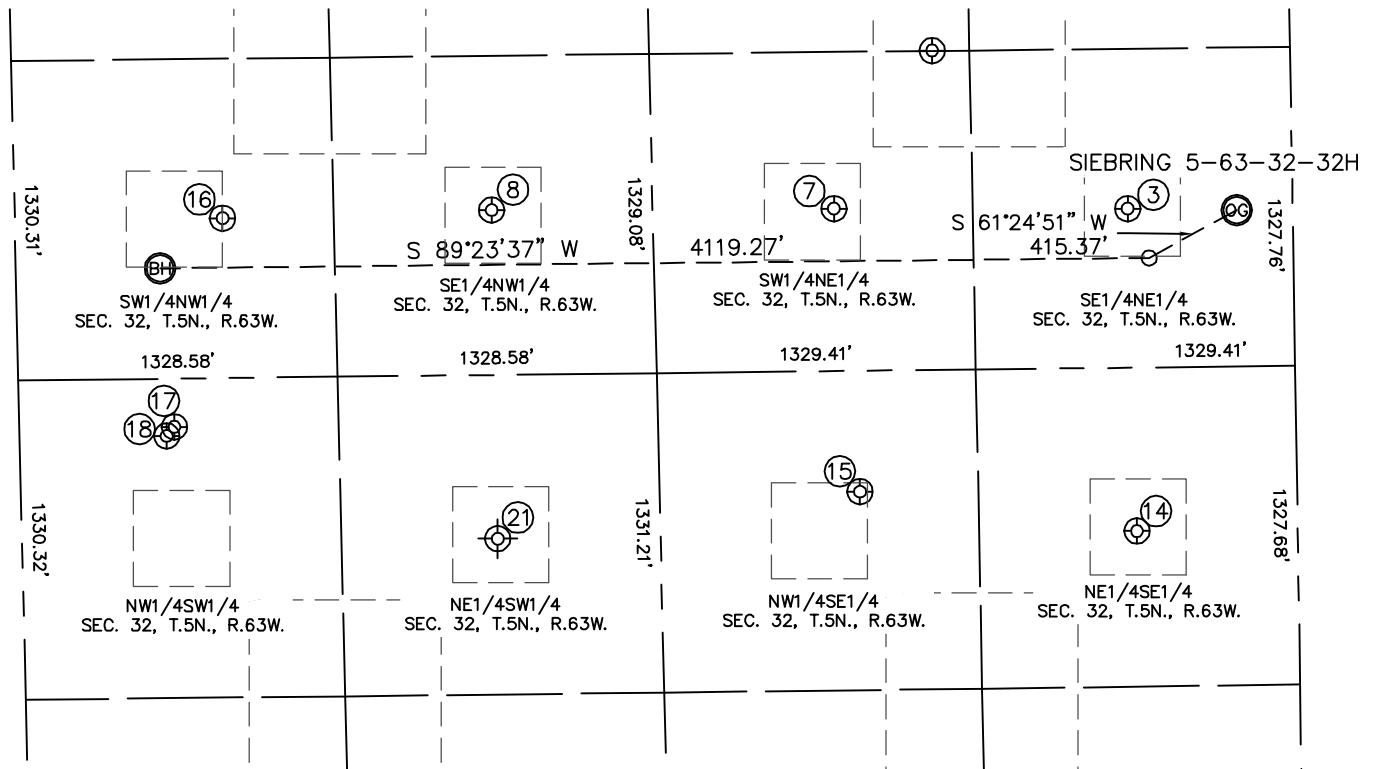 SIEBRING 5-63-32-32H
16
8
7
3
OG
1330.31'
1329.08'
1327.76'
S 61°24'51" W
415.37'
S 89°23'37" W
4119.27'
BH
SW1/4NW1/4
SEC. 32, T.5N., R.63W.
SE1/4NW1/4
SEC. 32, T.5N., R.63W.
SW1/4NE1/4
SEC. 32, T.5N., R.63W.
SE1/4NE1/4
SEC. 32, T.5N., R.63W.
1328.58'
1328.58'
1329.41'
1329.41'
17
18
15
21
14
1330.32'
1331.21'
1327.68'
NW1/4SW1/4
SEC. 32, T.5N., R.63W.
NE1/4SW1/4
SEC. 32, T.5N., R.63W.
NW1/4SE1/4
SEC. 32, T.5N., R.63W.
NE1/4SE1/4
SEC. 32, T.5N., R.63W.